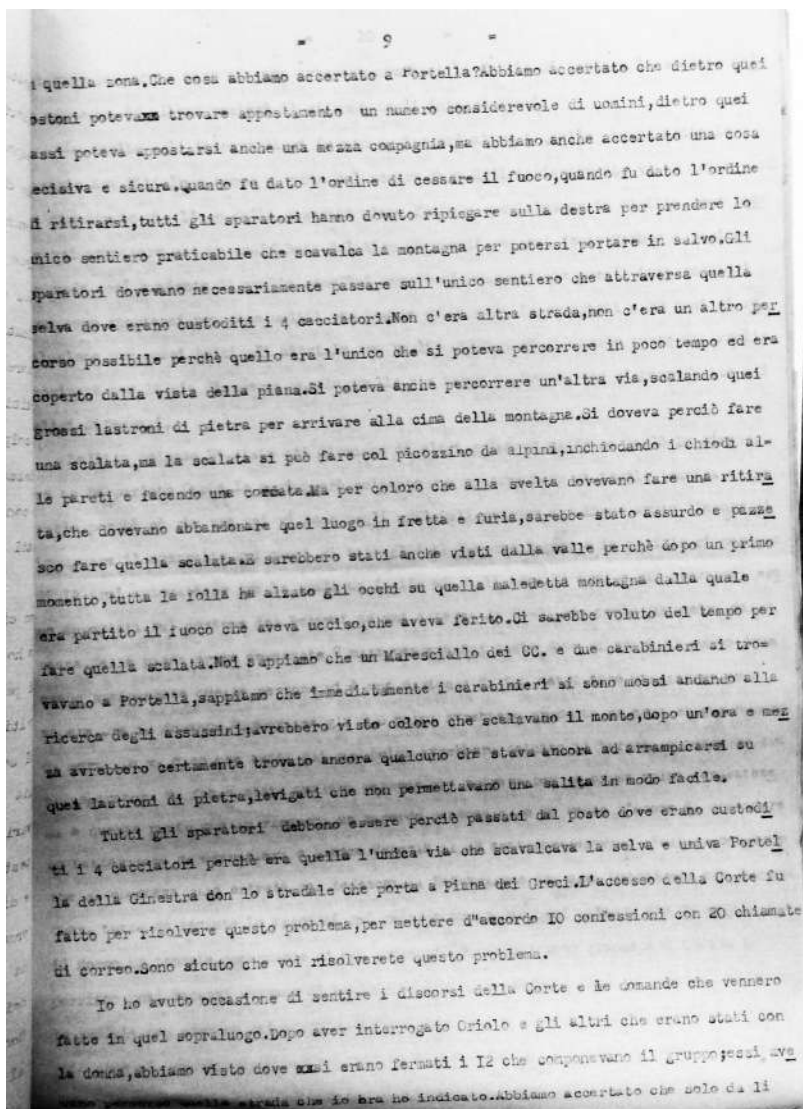 = 9 =
i quella zona.Che cosa abbiamo accertato a Portella?Abbiamo accertato che dietro quei
ostoni potevaxx trovare appostamento un numero considerevole di uomini,dietro quei
assi poteva appostarsi anche una mezza compagnia,ma abbiamo anche accertato una cosa
ecisiva e sicura.Quando fu dato l'ordine di cessare il fuoco,quando fu dato l'ordine
i ritirarsi,tutti gli sparatori hanno dovuto ripiegare sulla destra per prendere lo
unico sentiero praticabile che scavalca la montagna per potersi portare in salvo.Gli
sparatori dovevano necessariamente passare sull'unico sentiero che attraversa quella
selva dove erano custoditi i 4 cacciatori.Non c'era altra strada,non c'era un altro per
corso possibile perchè quello era l'unico che si poteva percorrere in poco tempo ed era
coperto dalla vista della piana.Si poteva anche percorrere un'altra via,scalando quei
grossi lastroni di pietra per arrivare alla cima della montagna.Si doveva perciò fare
una scalata,ma la scalata si può fare col picozzino da alpini,inchiodando i chiodi al=
le pareti e facendo una cordata.Ma per coloro che alla svelta dovevano fare una ritira
ta,che dovevano abbandonare quel luogo in fretta e furia,sarebbe stato assurdo e pazze
sco fare quella scalata.E sarebbero stati anche visti dalla valle perchè dopo un primo
momento,tutta la folla ha alzato gli occhi su quella maledetta montagna dalla quale
era partito il fuoco che aveva ucciso,che aveva ferito.Ci sarebbe voluto del tempo per
fare quella scalata.Noi sappiamo che un Maresciallo dei CC. e due carabinieri si tro=
vavano a Portella,sappiamo che immediatamente i carabinieri si sono mossi andando alla
ricerca degli assassini;avrebbero visto coloro che scalavano il monte,dopo un'ora e mez
za avrebbero certamente trovato ancora qualcuno che stava ancora ad arrampicarsi su
quei lastroni di pietra,levigati che non permettavano una salita in modo facile.
Tutti gli sparatori debbono essere perciò passati dal posto dove erano custodi
ti i 4 cacciatori perchè era quella l'unica via che scavalcava la selva e univa Portel
la della Ginestra don lo stradale che porta a Piana dei Greci.L'accesso della Corte fu
fatto per risolvere questo problema,per mettere d"accordo IO confessioni con 20 chiamate
di correo.Sono sicuto che voi risolverete questo problema.
Io ho avuto occasione di sentire i discorsi della Corte e le domande che vennero
fatte in quel sopraluogo.Dopo aver interrogato Oriolo e gli altri che erano stati con
la donna,abbiamo visto dove si erano fermati i I2 che componevano il gruppo;essi ave
vano percorso quella strada che io ora ho indicato.Abbiamo accertato che solo da li